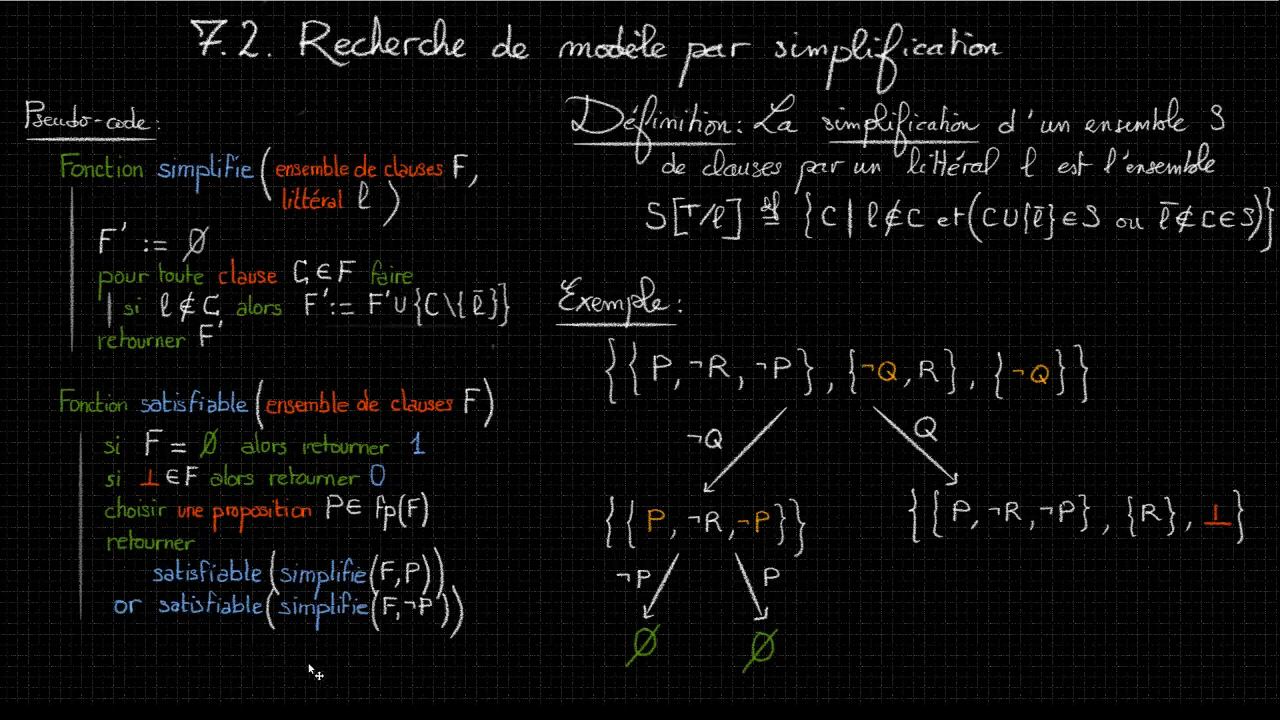 7.2. Recherche de modèle par simplification
Pseudo-code:
Fonction simplifie (ensemble de clauses F,
littéral l)
F' := ∅
pour toute clause C ∈ F faire
si l ∉ C, alors F' := F' ∪ {C \ {l̄}}
retourner F'
Fonction satisfiable (ensemble de clauses F)
si F = ∅ alors retourner 1
si ⊥ ∈ F alors retourner 0
choisir une proposition P ∈ fp(F)
retourner
satisfiable (simplifie (F, P))
or satisfiable (simplifie (F, ¬P))
Définition: La simplification d'un ensemble S
de clauses par un littéral l est l'ensemble
S[⊤/l] def= {C | l ∉ C et (C ∪ {l̄} ∈ S ou l̄ ∉ C ∈ S)}
Exemple:
{{P, ¬R, ¬P}, {¬Q, R}, {¬Q}}
¬Q Q
{{P, ¬R, ¬P}} {{P, ¬R, ¬P}, {R}, ⊥}
¬P P
∅ ∅